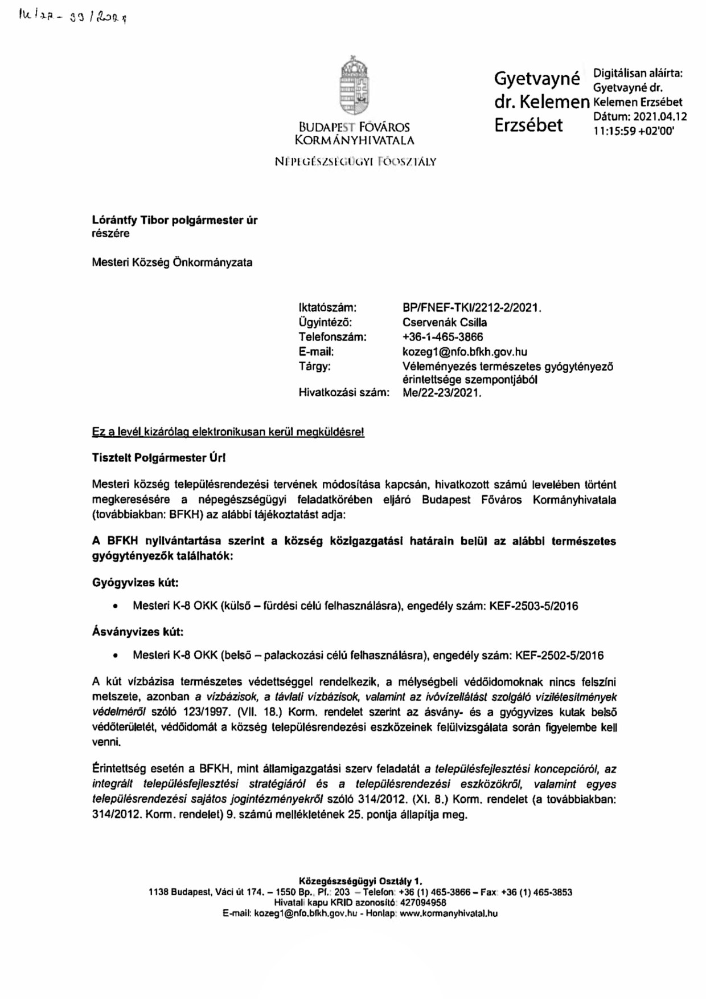 BUDAPEST FŐVÁROS
KORMÁNYHIVATALA
NÉPEGÉSZSÉGÜGYI FŐOSZTÁLY
Gyetvayné
dr. Kelemen
Erzsébet
Digitálisan aláírta:
Gyetvayné dr.
Kelemen Erzsébet
Dátum: 2021.04.12
11:15:59 +02'00'
Lórántfy Tibor polgármester úr
részére
Mesteri Község Önkormányzata
Iktatószám: BP/FNEF-TKI/2212-2/2021.
Ügyintéző: Cservenák Csilla
Telefonszám: +36-1-465-3866
E-mail: kozeg1@nfo.bfkh.gov.hu
Tárgy: Véleményezés természetes gyógytényező
érintettsége szempontjából
Hivatkozási szám: Me/22-23/2021.
Ez a levél kizárólag elektronikusan kerül megküldésre!
Tisztelt Polgármester Úr!
Mesteri község településrendezési tervének módosítása kapcsán, hivatkozott számú levelében történt
megkeresésére a népegészségügyi feladatkörében eljáró Budapest Főváros Kormányhivatala
(továbbiakban: BFKH) az alábbi tájékoztatást adja:
A BFKH nyilvántartása szerint a község közigazgatási határain belül az alábbi természetes
gyógytényezők találhatók:
Gyógyvizes kút:
• Mesteri K-8 OKK (külső – fürdési célú felhasználásra), engedély szám: KEF-2503-5/2016
Ásványvizes kút:
• Mesteri K-8 OKK (belső – palackozási célú felhasználásra), engedély szám: KEF-2502-5/2016
A kút vízbázisa természetes védettséggel rendelkezik, a mélységbeli védőidomoknak nincs felszíni
metszete, azonban a vízbázisok, a távlati vízbázisok, valamint az ivóvízellátást szolgáló vízilétesítmények
védelméről szóló 123/1997. (VII. 18.) Korm. rendelet szerint az ásvány- és a gyógyvizes kutak belső
védőterületét, védőidomát a község településrendezési eszközeinek felülvizsgálata során figyelembe kell
venni.
Érintettség esetén a BFKH, mint államigazgatási szerv feladatát a településfejlesztési koncepcióról, az
integrált településfejlesztési stratégiáról és a településrendezési eszközökről, valamint egyes
településrendezési sajátos jogintézményekről szóló 314/2012. (XI. 8.) Korm. rendelet (a továbbiakban:
314/2012. Korm. rendelet) 9. számú mellékletének 25. pontja állapítja meg.
Közegészségügyi Osztály 1.
1138 Budapest, Váci út 174. – 1550 Bp., Pf.: 203 – Telefon: +36 (1) 465-3866 – Fax: +36 (1) 465-3853
Hivatali kapu KRID azonosító: 427094958
E-mail: kozeg1@nfo.bfkh.gov.hu - Honlap: www.kormanyhivatal.hu